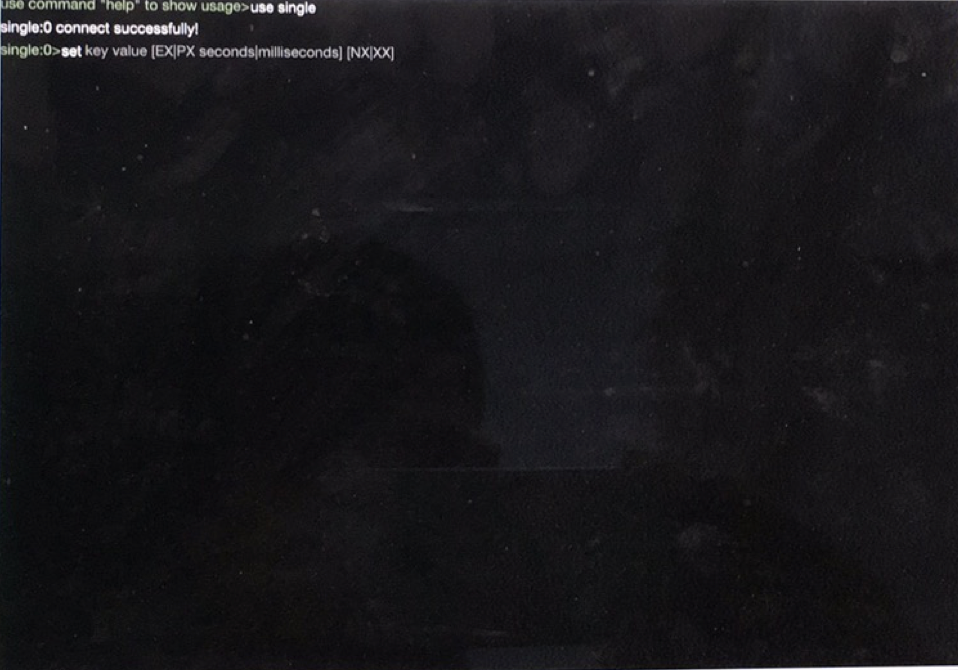 use command "help" to show usage>use single
single:0 connect successfully!
single:0>set key value [EX|PX seconds|milliseconds] [NX|XX]